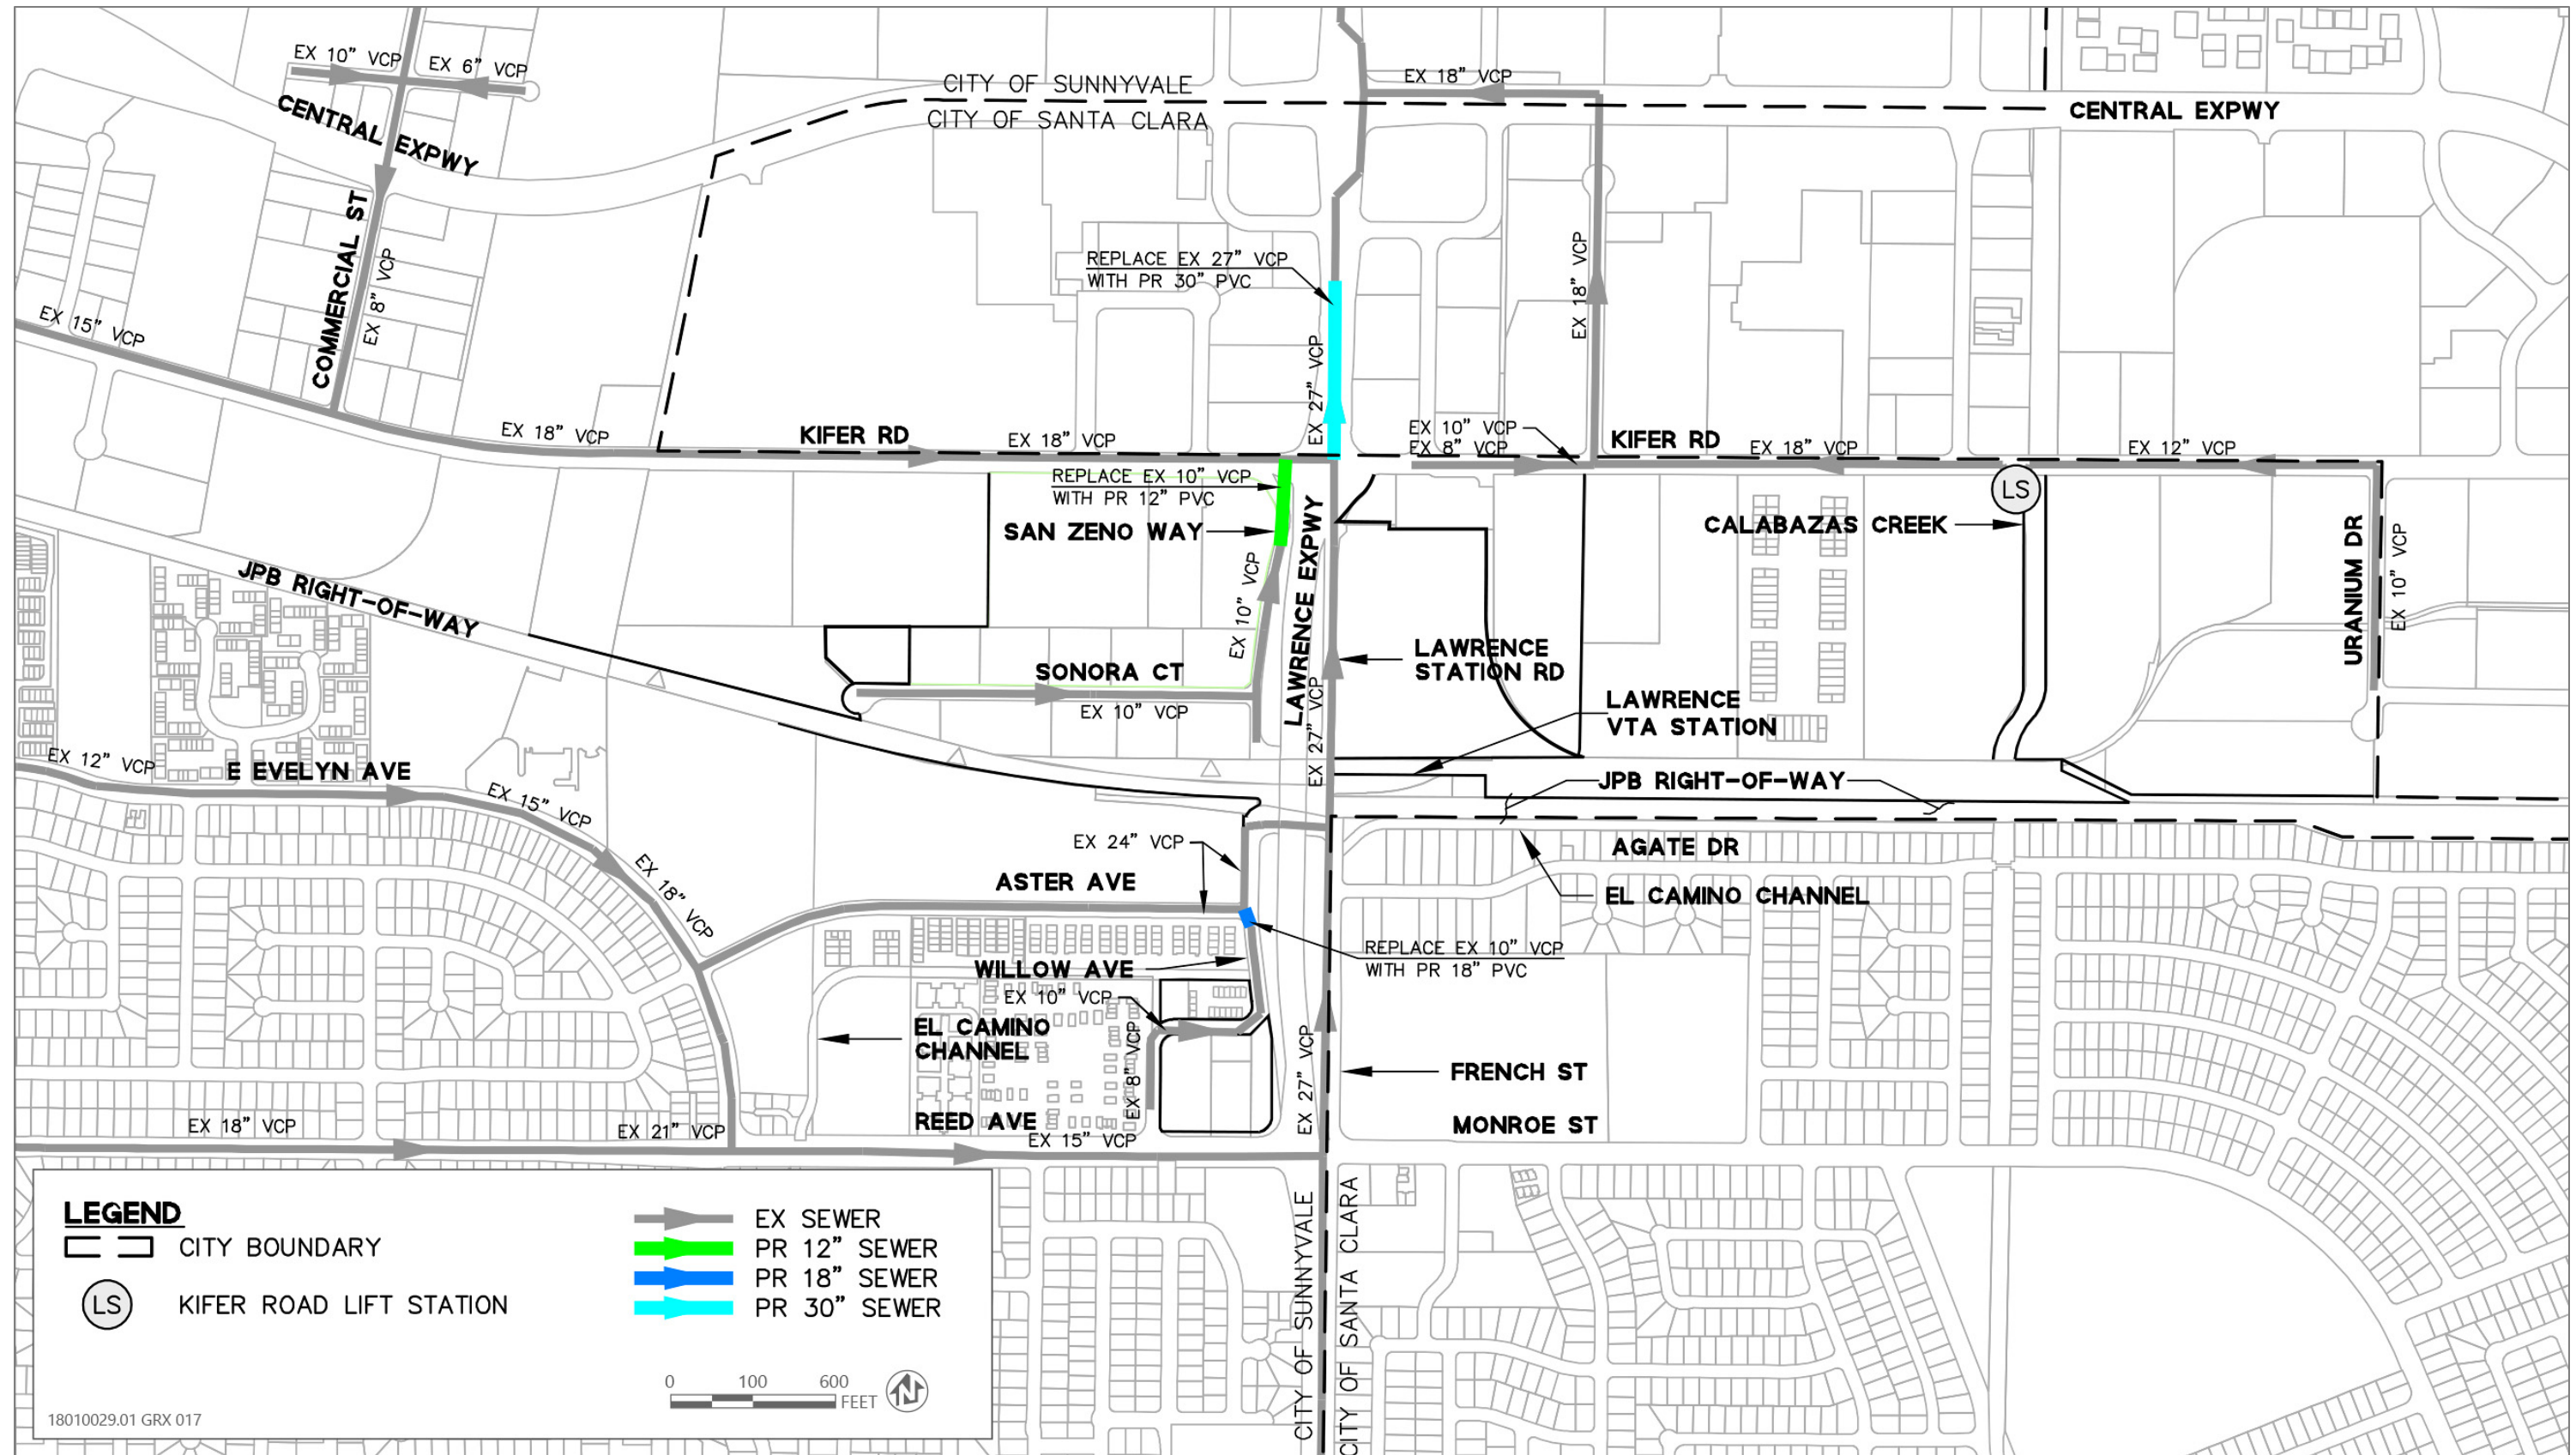 EX 10" VCP
EX 6" VCP
CENTRAL EXPWY
CITY OF SUNNYVALE
CITY OF SANTA CLARA
EX 18" VCP
CENTRAL EXPWY
COMMERCIAL ST
EX 8" VCP
EX 15" VCP
REPLACE EX 27" VCP
WITH PR 30" PVC
EX 27" VCP
EX 18" VCP
EX 18" VCP
KIFER RD
EX 18" VCP
EX 10" VCP
EX 8" VCP
KIFER RD
EX 18" VCP
EX 12" VCP
REPLACE EX 10" VCP
WITH PR 12" PVC
SAN ZENO WAY
LS
CALABAZAS CREEK
URANIUM DR
EX 10" VCP
JPB RIGHT-OF-WAY
EX 10" VCP
LAWRENCE EXPWY
SONORA CT
EX 10" VCP
EX 27" VCP
LAWRENCE
STATION RD
LAWRENCE
VTA STATION
JPB RIGHT-OF-WAY
EX 12" VCP
E EVELYN AVE
EX 15" VCP
EX 18" VCP
EX 24" VCP
ASTER AVE
AGATE DR
EL CAMINO CHANNEL
REPLACE EX 10" VCP
WITH PR 18" PVC
WILLOW AVE
EX 10" VCP
EL CAMINO
CHANNEL
EX 8" VCP
EX 27" VCP
FRENCH ST
REED AVE
MONROE ST
EX 18" VCP
EX 21" VCP
EX 15" VCP
CITY OF SUNNYVALE
CITY OF SANTA CLARA
LEGEND
CITY BOUNDARY
LS
KIFER ROAD LIFT STATION
EX SEWER
PR 12" SEWER
PR 18" SEWER
PR 30" SEWER
0 100 600
FEET
N
18010029.01 GRX 017